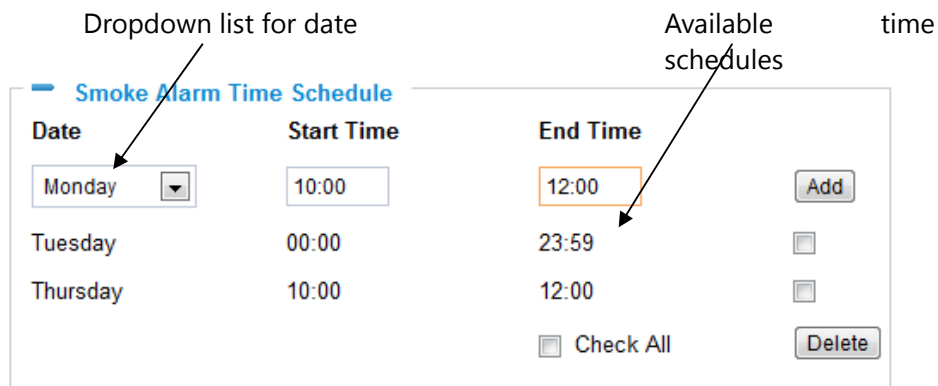 Dropdown list for date
Available time
schedules
Smoke Alarm Time Schedule
Date Start Time End Time
Monday 10:00 12:00 Add
Tuesday 00:00 23:59
Thursday 10:00 12:00
Check All Delete